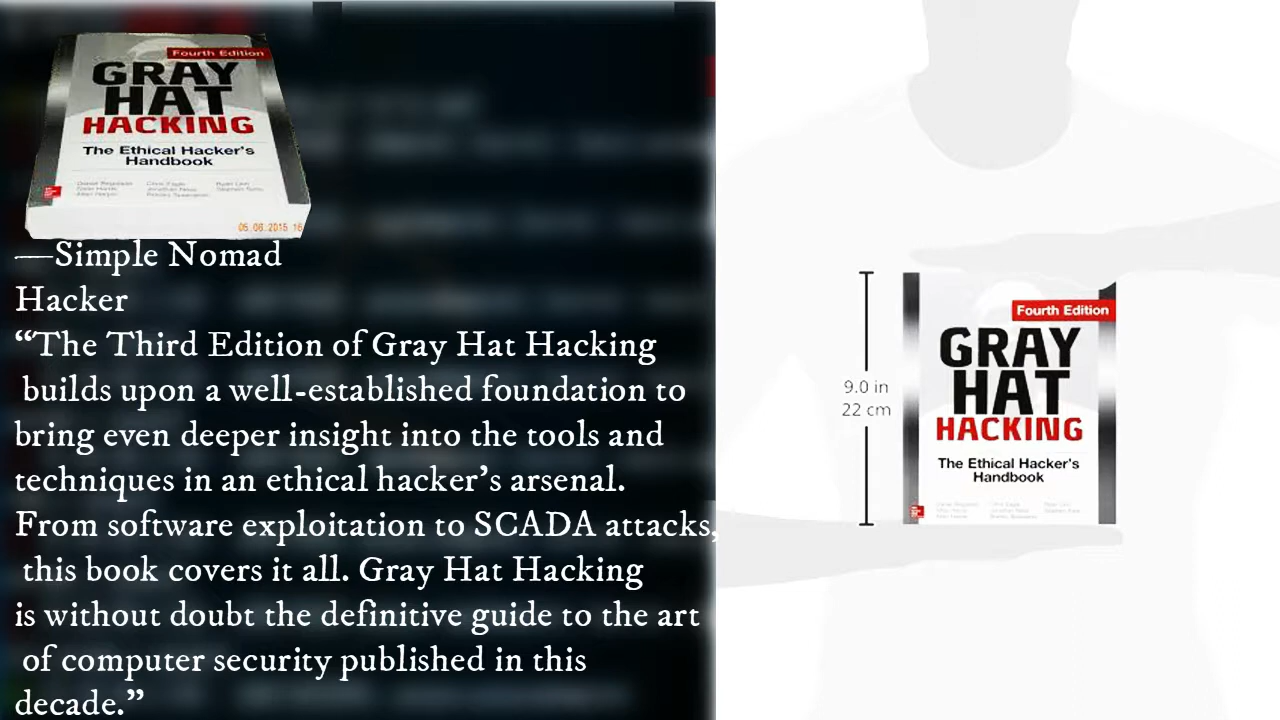 Fourth Edition
GRAY
HAT
HACKING
The Ethical Hacker's
Handbook
05.06.2015 16
—Simple Nomad
Hacker
“The Third Edition of Gray Hat Hacking
builds upon a well-established foundation to
bring even deeper insight into the tools and
techniques in an ethical hacker’s arsenal.
From software exploitation to SCADA attacks,
this book covers it all. Gray Hat Hacking
is without doubt the definitive guide to the art
of computer security published in this
decade.”
9.0 in
22 cm
Fourth Edition
GRAY
HAT
HACKING
The Ethical Hacker's
Handbook